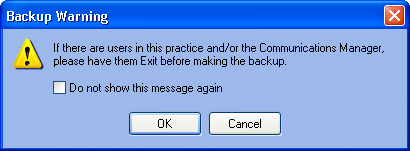 Backup Warning
If there are users in this practice and/or the Communications Manager,
please have them Exit before making the backup.
Do not show this message again
OK
Cancel